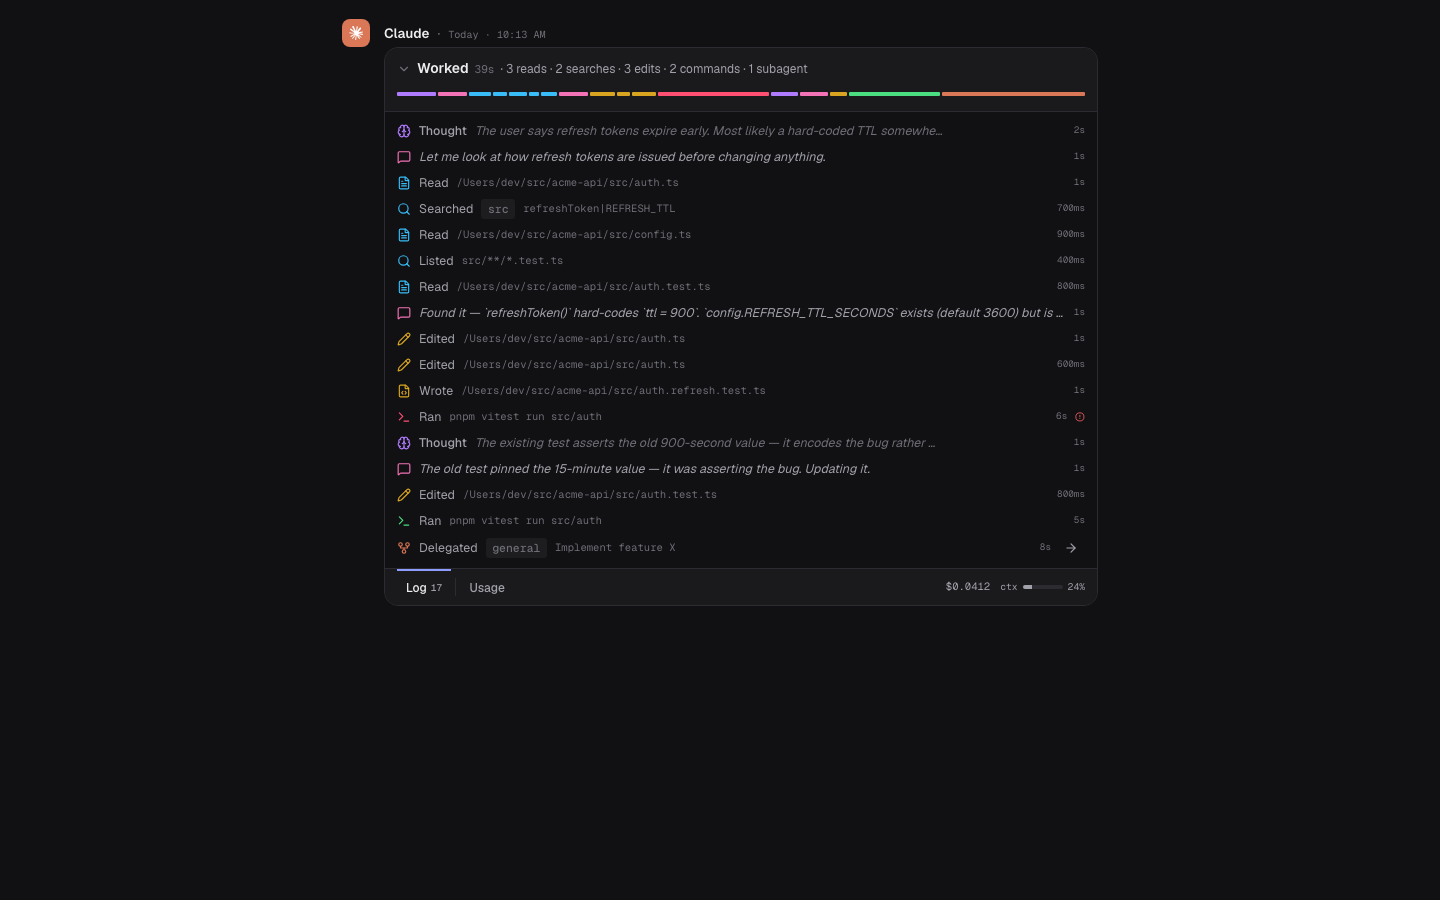 Claude · Today · 10:13 AM
Worked 39s · 3 reads · 2 searches · 3 edits · 2 commands · 1 subagent
Thought The user says refresh tokens expire early. Most likely a hard-coded TTL somewhe… 2s
Let me look at how refresh tokens are issued before changing anything. 1s
Read /Users/dev/src/acme-api/src/auth.ts 1s
Searched src refreshToken|REFRESH_TTL 700ms
Read /Users/dev/src/acme-api/src/config.ts 900ms
Listed src/**/*.test.ts 400ms
Read /Users/dev/src/acme-api/src/auth.test.ts 800ms
Found it — `refreshToken()` hard-codes `ttl = 900`. `config.REFRESH_TTL_SECONDS` exists (default 3600) but is … 1s
Edited /Users/dev/src/acme-api/src/auth.ts 1s
Edited /Users/dev/src/acme-api/src/auth.ts 600ms
Wrote /Users/dev/src/acme-api/src/auth.refresh.test.ts 1s
Ran pnpm vitest run src/auth 6s
Thought The existing test asserts the old 900-second value — it encodes the bug rather … 1s
The old test pinned the 15-minute value — it was asserting the bug. Updating it. 1s
Edited /Users/dev/src/acme-api/src/auth.test.ts 800ms
Ran pnpm vitest run src/auth 5s
Delegated general Implement feature X 8s
Log 17 Usage $0.0412 ctx 24%